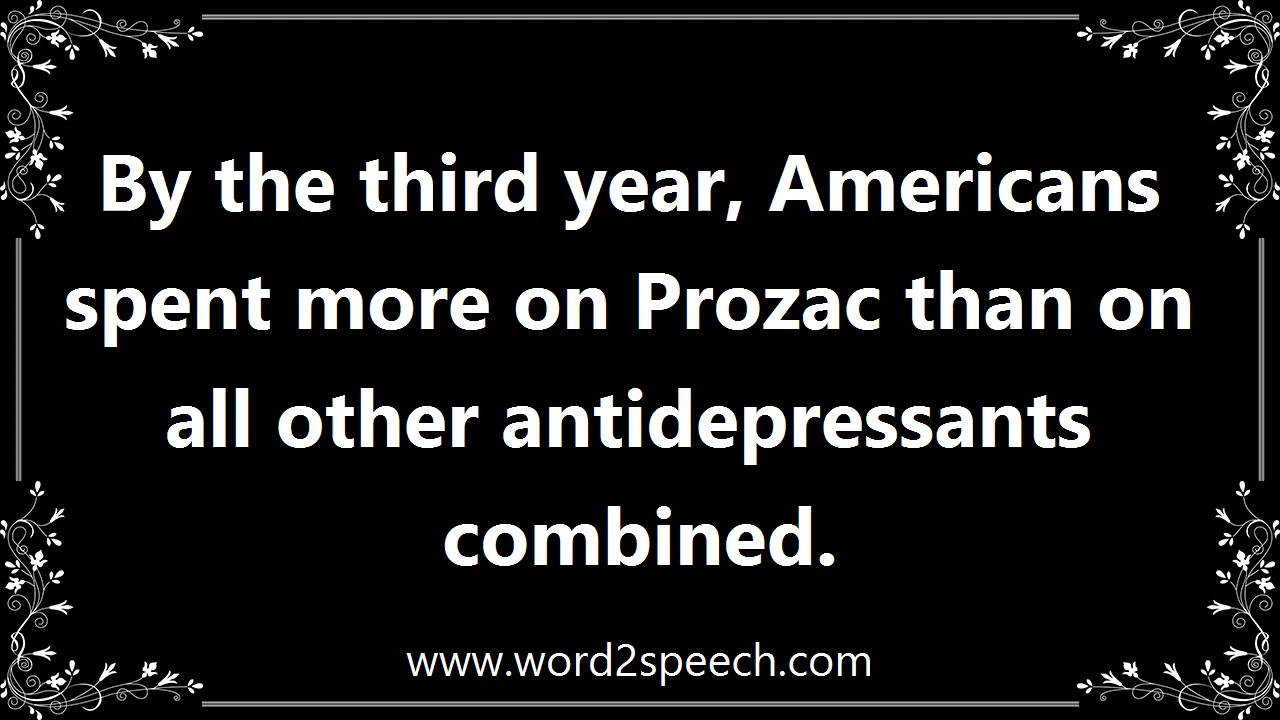 By the third year, Americans
spent more on Prozac than on
all other antidepressants
combined.
www.word2speech.com